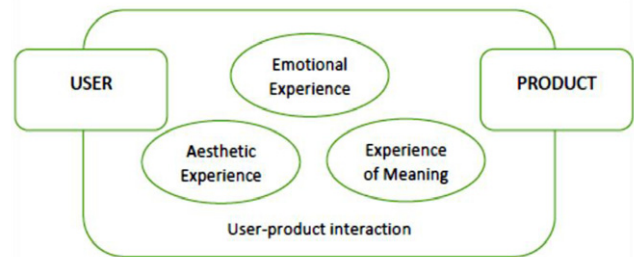 USER
Emotional
Experience
PRODUCT
Aesthetic
Experience
Experience
of Meaning
User-product interaction